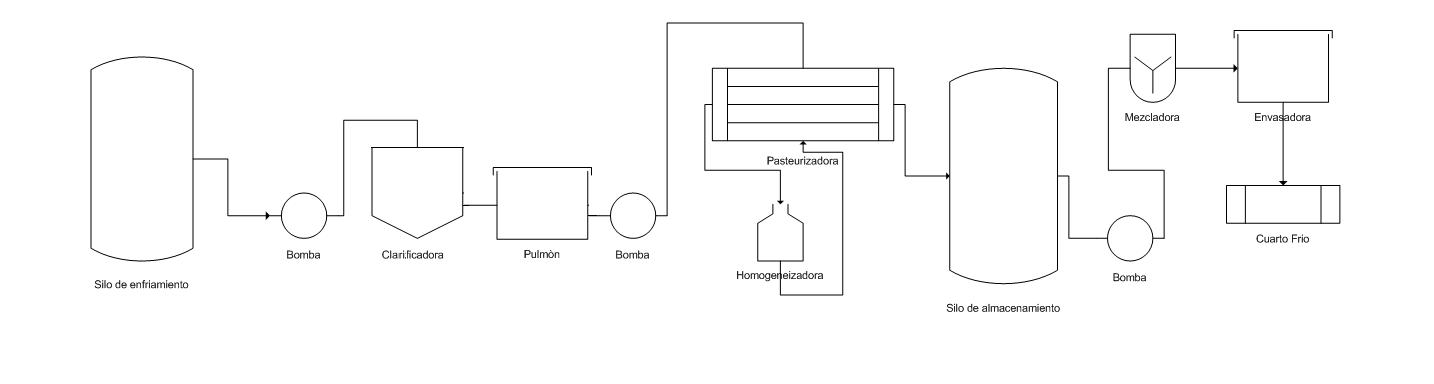 Silo de enfriamiento
Bomba
Clarificadora
Pulmòn
Bomba
Pasteurizadora
Homogeneizadora
Silo de almacenamiento
Bomba
Mezcladora
Envasadora
Cuarto Frio